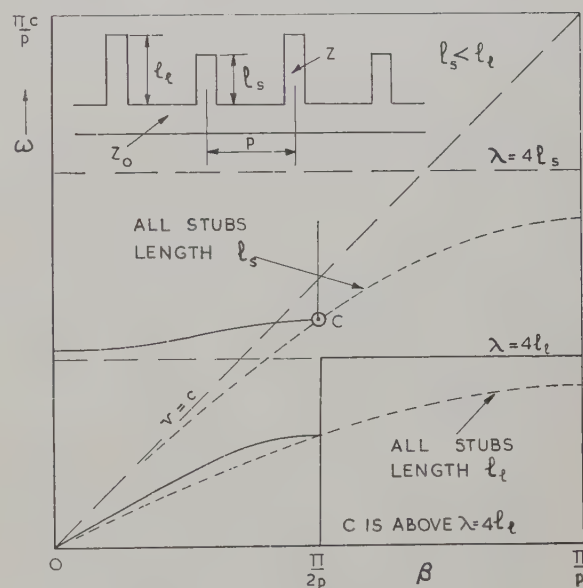 πc
p
ω
ℓℓ
ℓs
Z
Z₀
p
ℓs < ℓℓ
λ=4ℓs
ALL STUBS
LENGTH ℓs
C
λ=4ℓℓ
v=c
ALL STUBS
LENGTH ℓℓ
C IS ABOVE λ=4ℓℓ
0
π
2p
β
π
p